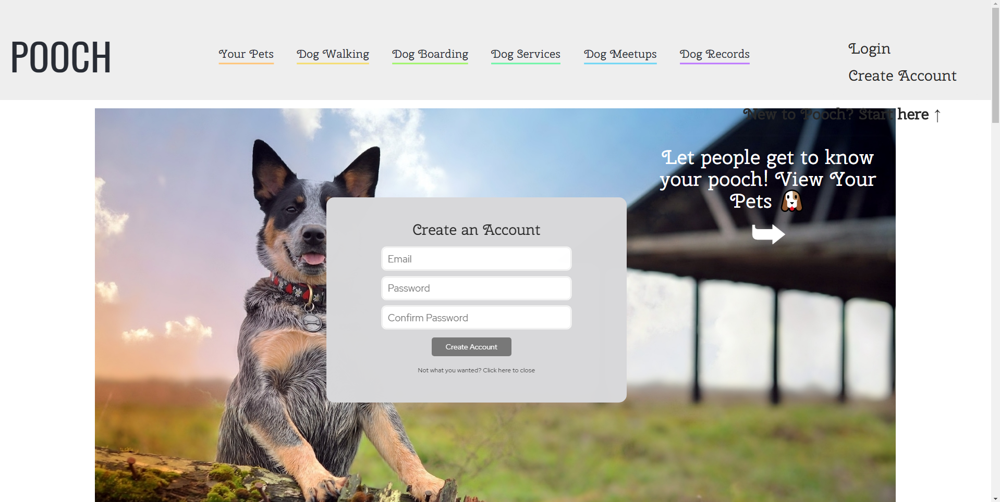 POOCH
Your Pets
Dog Walking
Dog Boarding
Dog Services
Dog Meetups
Dog Records
Login
Create Account
New to Pooch? Start here ↑
Let people get to know
your pooch! View Your
Pets
Create an Account
Email
Password
Confirm Password
Create Account
Not what you wanted? Click here to close